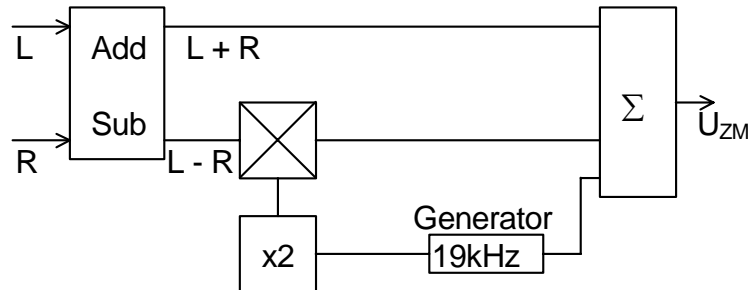 L
Add
L + R
Sub
R
L - R
Σ
U_ZM
Generator
x2
19kHz